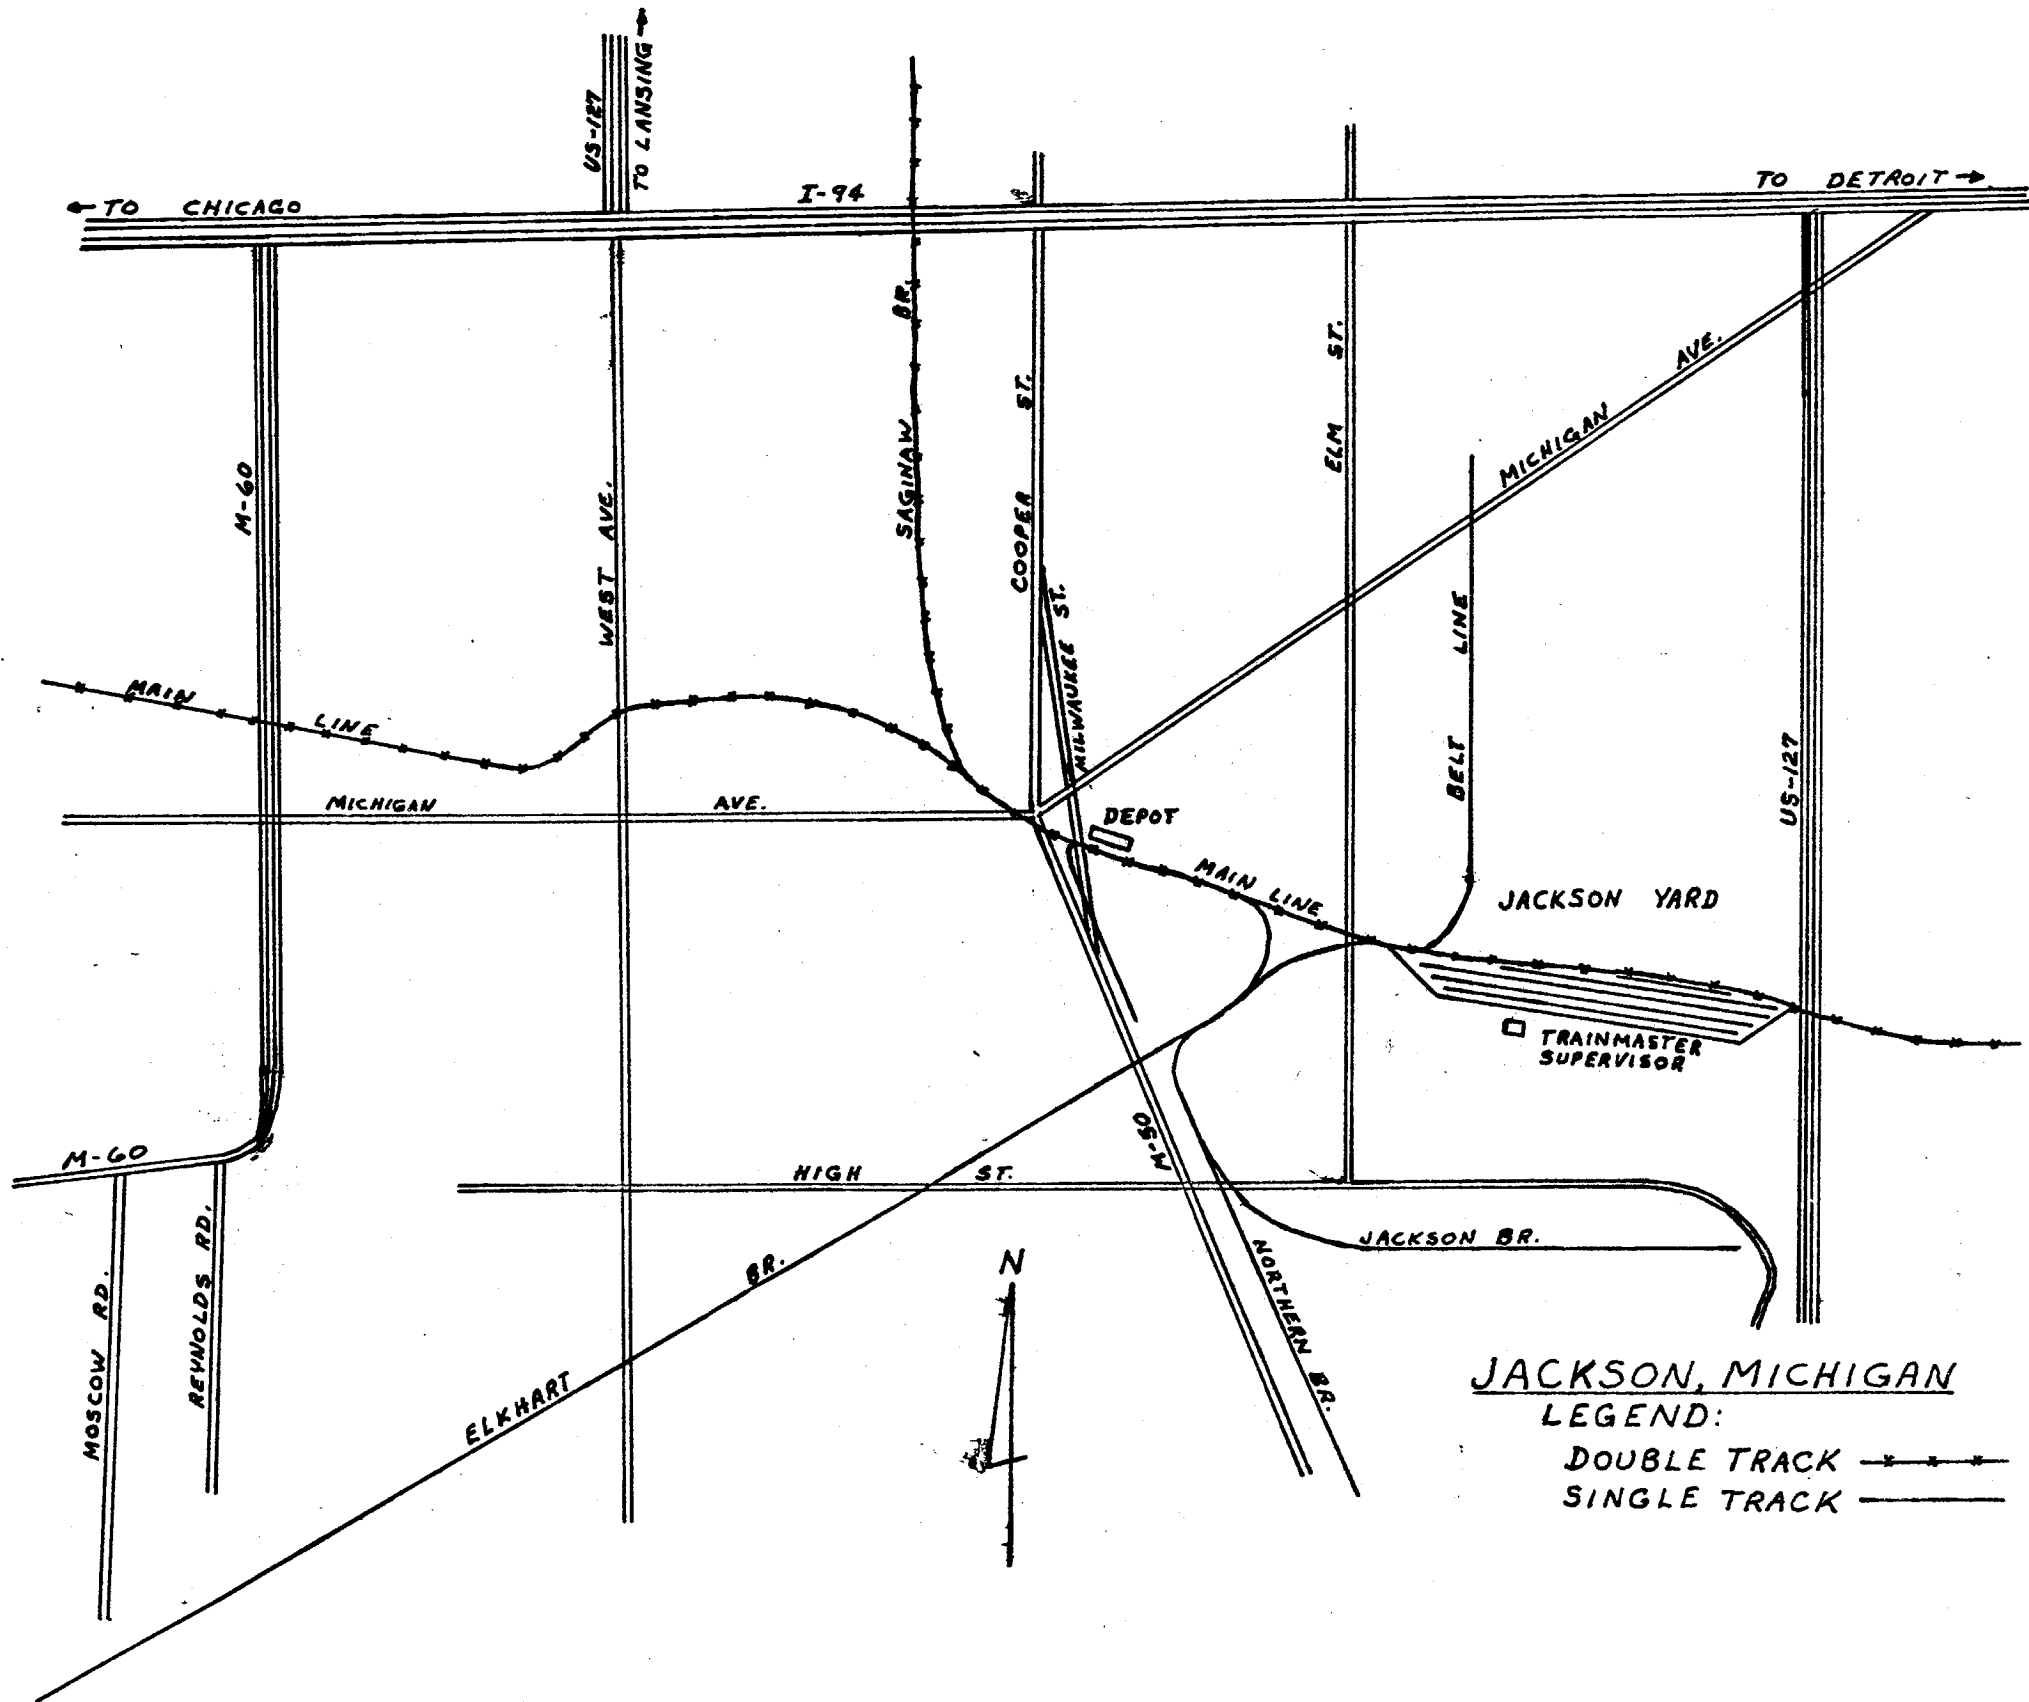 US-127
TO LANSING
TO CHICAGO
I-94
TO DETROIT
SAGINAW BR.
COOPER ST.
ELM ST.
MICHIGAN AVE.
M-60
WEST AVE.
MILWAUKEE ST.
BELT LINE
US-127
MAIN LINE
MICHIGAN AVE.
DEPOT
MAIN LINE
JACKSON YARD
TRAINMASTER
SUPERVISOR
M-50
M-60
HIGH ST.
JACKSON BR.
NORTHERN BR.
MOSCOW RD.
REYNOLDS RD.
ELKHART BR.
N
JACKSON, MICHIGAN
LEGEND:
DOUBLE TRACK
SINGLE TRACK